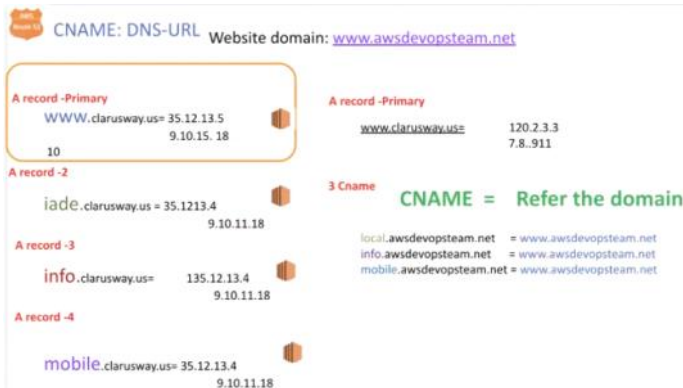 AWS
Route 53
CNAME: DNS-URL
Website domain: www.awsdevopsteam.net
A record -Primary
www.clarusway.us= 35.12.13.5
9.10.15. 18
10
A record -2
iade.clarusway.us = 35.1213.4
9.10.11.18
A record -3
info.clarusway.us= 135.12.13.4
9.10.11.18
A record -4
mobile.clarusway.us= 35.12.13.4
9.10.11.18
A record -Primary
www.clarusway.us= 120.2.3.3
7.8..911
3 Cname
CNAME = Refer the domain
local.awsdevopsteam.net = www.awsdevopsteam.net
info.awsdevopsteam.net = www.awsdevopsteam.net
mobile.awsdevopsteam.net = www.awsdevopsteam.net